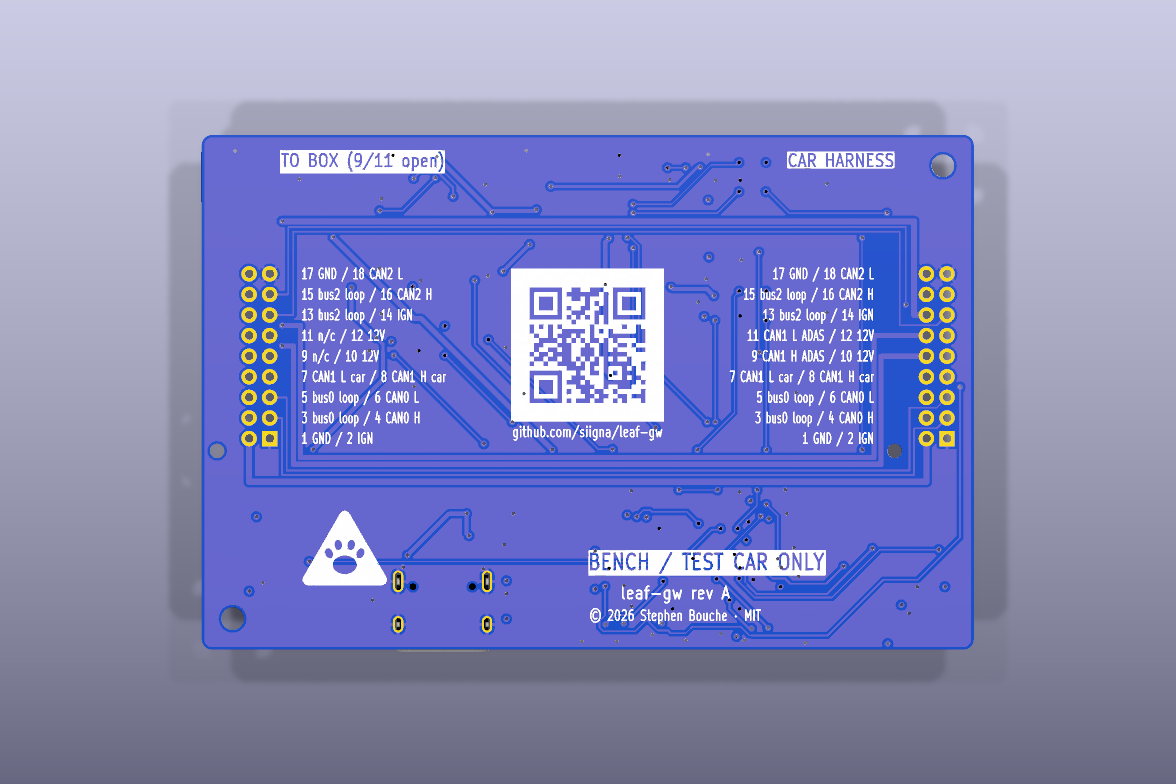 TO BOX (9/11 open)
CAR HARNESS
17 GND / 18 CAN2 L
15 bus2 loop / 16 CAN2 H
13 bus2 loop / 14 IGN
11 n/c / 12 12V
9 n/c / 10 12V
7 CAN1 L car / 8 CAN1 H car
5 bus0 loop / 6 CAN0 L
3 bus0 loop / 4 CAN0 H
1 GND / 2 IGN
17 GND / 18 CAN2 L
15 bus2 loop / 16 CAN2 H
13 bus2 loop / 14 IGN
11 CAN1 L ADAS / 12 12V
9 CAN1 H ADAS / 10 12V
7 CAN1 L car / 8 CAN1 H car
5 bus0 loop / 6 CAN0 L
3 bus0 loop / 4 CAN0 H
1 GND / 2 IGN
github.com/siigna/leaf-gw
BENCH / TEST CAR ONLY
leaf-gw rev A
© 2026 Stephen Bouche · MIT